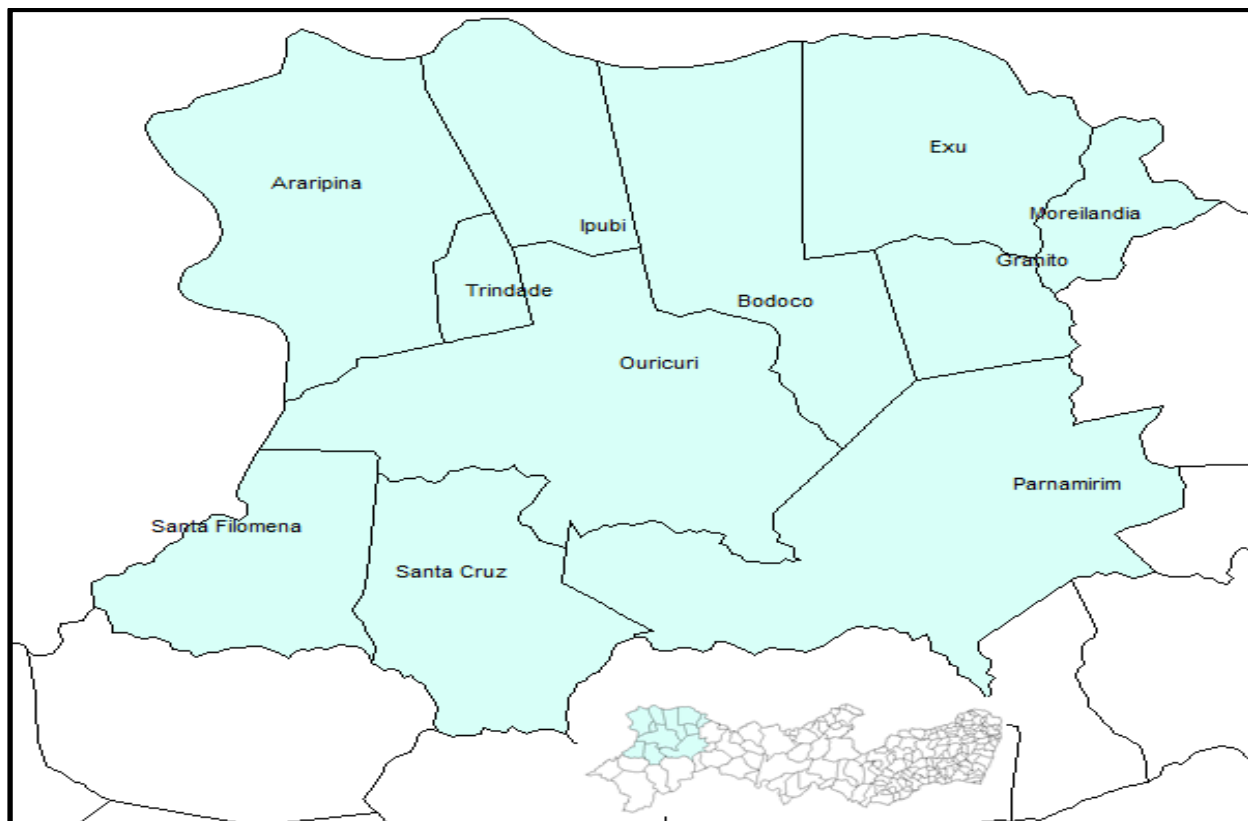 Exu
Araripina
Moreilandia
Ipubi
Granito
Trindade
Bodoco
Ouricuri
Parnamirim
Santa Filomena
Santa Cruz